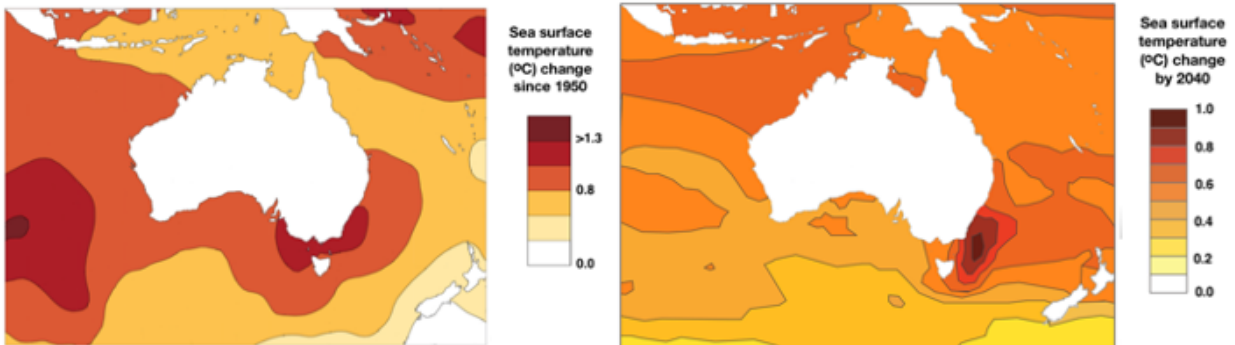 Sea surface
temperature
(ºC) change
since 1950
>1.3
0.8
0.0
Sea surface
temperature
(ºC) change
by 2040
1.0
0.8
0.6
0.4
0.2
0.0